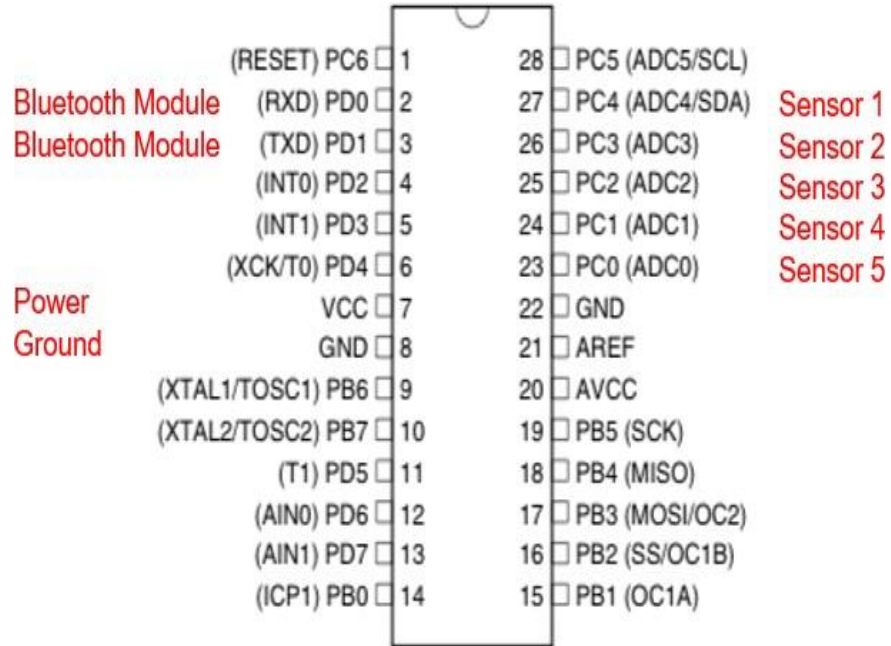 (RESET) PC6 1 28 PC5 (ADC5/SCL)
Bluetooth Module (RXD) PD0 2 27 PC4 (ADC4/SDA) Sensor 1
Bluetooth Module (TXD) PD1 3 26 PC3 (ADC3) Sensor 2
(INT0) PD2 4 25 PC2 (ADC2) Sensor 3
(INT1) PD3 5 24 PC1 (ADC1) Sensor 4
(XCK/T0) PD4 6 23 PC0 (ADC0) Sensor 5
Power VCC 7 22 GND
Ground GND 8 21 AREF
(XTAL1/TOSC1) PB6 9 20 AVCC
(XTAL2/TOSC2) PB7 10 19 PB5 (SCK)
(T1) PD5 11 18 PB4 (MISO)
(AIN0) PD6 12 17 PB3 (MOSI/OC2)
(AIN1) PD7 13 16 PB2 (SS/OC1B)
(ICP1) PB0 14 15 PB1 (OC1A)